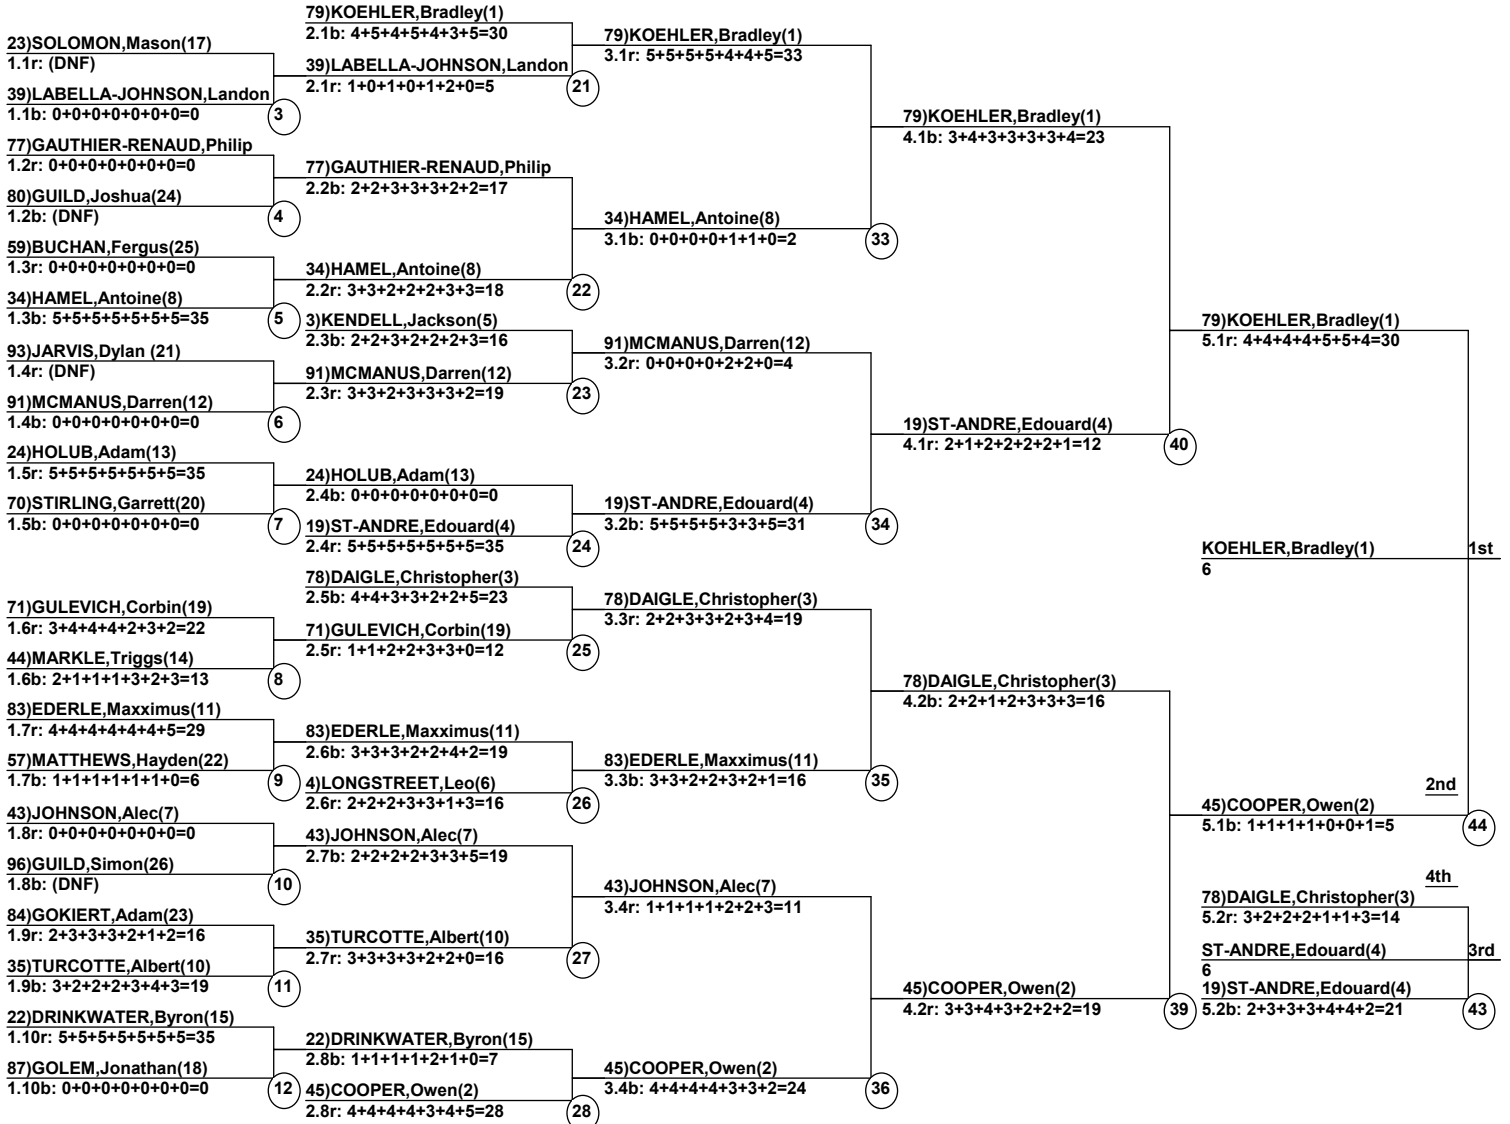 23)SOLOMON,Mason(17)
1.1r: (DNF)
39)LABELLA-JOHNSON,Landon
1.1b: 0+0+0+0+0+0+0=0
3
77)GAUTHIER-RENAUD,Philip
1.2r: 0+0+0+0+0+0+0=0
80)GUILD,Joshua(24)
1.2b: (DNF)
4
59)BUCHAN,Fergus(25)
1.3r: 0+0+0+0+0+0+0=0
34)HAMEL,Antoine(8)
1.3b: 5+5+5+5+5+5+5=35
5
93)JARVIS,Dylan (21)
1.4r: (DNF)
91)MCMANUS,Darren(12)
1.4b: 0+0+0+0+0+0+0=0
6
24)HOLUB,Adam(13)
1.5r: 5+5+5+5+5+5+5=35
70)STIRLING,Garrett(20)
1.5b: 0+0+0+0+0+0+0=0
7
71)GULEVICH,Corbin(19)
1.6r: 3+4+4+4+2+3+2=22
44)MARKLE,Triggs(14)
1.6b: 2+1+1+1+3+2+3=13
8
83)EDERLE,Maxximus(11)
1.7r: 4+4+4+4+4+4+5=29
57)MATTHEWS,Hayden(22)
1.7b: 1+1+1+1+1+1+0=6
9
43)JOHNSON,Alec(7)
1.8r: 0+0+0+0+0+0+0=0
96)GUILD,Simon(26)
1.8b: (DNF)
10
84)GOKIERT,Adam(23)
1.9r: 2+3+3+3+2+1+2=16
35)TURCOTTE,Albert(10)
1.9b: 3+2+2+2+3+4+3=19
11
22)DRINKWATER,Byron(15)
1.10r: 5+5+5+5+5+5+5=35
87)GOLEM,Jonathan(18)
1.10b: 0+0+0+0+0+0+0=0
12
79)KOEHLER,Bradley(1)
2.1b: 4+5+4+5+4+3+5=30
39)LABELLA-JOHNSON,Landon
2.1r: 1+0+1+0+1+2+0=5
21
77)GAUTHIER-RENAUD,Philip
2.2b: 2+2+3+3+3+2+2=17
34)HAMEL,Antoine(8)
2.2r: 3+3+2+2+2+3+3=18
22
3)KENDELL,Jackson(5)
2.3b: 2+2+3+2+2+2+3=16
91)MCMANUS,Darren(12)
2.3r: 3+3+2+3+3+3+2=19
23
24)HOLUB,Adam(13)
2.4b: 0+0+0+0+0+0+0=0
19)ST-ANDRE,Edouard(4)
2.4r: 5+5+5+5+5+5+5=35
24
78)DAIGLE,Christopher(3)
2.5b: 4+4+3+3+2+2+5=23
71)GULEVICH,Corbin(19)
2.5r: 1+1+2+2+3+3+0=12
25
83)EDERLE,Maxximus(11)
2.6b: 3+3+3+2+2+4+2=19
4)LONGSTREET,Leo(6)
2.6r: 2+2+2+3+3+1+3=16
26
43)JOHNSON,Alec(7)
2.7b: 2+2+2+2+3+3+5=19
35)TURCOTTE,Albert(10)
2.7r: 3+3+3+3+2+2+0=16
27
22)DRINKWATER,Byron(15)
2.8b: 1+1+1+1+2+1+0=7
45)COOPER,Owen(2)
2.8r: 4+4+4+4+3+4+5=28
28
79)KOEHLER,Bradley(1)
3.1r: 5+5+5+5+4+4+5=33
34)HAMEL,Antoine(8)
3.1b: 0+0+0+0+1+1+0=2
33
91)MCMANUS,Darren(12)
3.2r: 0+0+0+0+2+2+0=4
19)ST-ANDRE,Edouard(4)
3.2b: 5+5+5+5+3+3+5=31
34
78)DAIGLE,Christopher(3)
3.3r: 2+2+3+3+2+3+4=19
83)EDERLE,Maxximus(11)
3.3b: 3+3+2+2+3+2+1=16
35
43)JOHNSON,Alec(7)
3.4r: 1+1+1+1+2+2+3=11
45)COOPER,Owen(2)
3.4b: 4+4+4+4+3+3+2=24
36
79)KOEHLER,Bradley(1)
4.1b: 3+4+3+3+3+3+4=23
19)ST-ANDRE,Edouard(4)
4.1r: 2+1+2+2+2+2+1=12
40
78)DAIGLE,Christopher(3)
4.2b: 2+2+1+2+3+3+3=16
45)COOPER,Owen(2)
4.2r: 3+3+4+3+2+2+2=19
39
79)KOEHLER,Bradley(1)
5.1r: 4+4+4+4+5+5+4=30
KOEHLER,Bradley(1) 1st
6
2nd
45)COOPER,Owen(2)
5.1b: 1+1+1+1+0+0+1=5
44
4th
78)DAIGLE,Christopher(3)
5.2r: 3+2+2+2+1+1+3=14
ST-ANDRE,Edouard(4) 3rd
6
19)ST-ANDRE,Edouard(4)
5.2b: 2+3+3+3+4+4+2=21
43